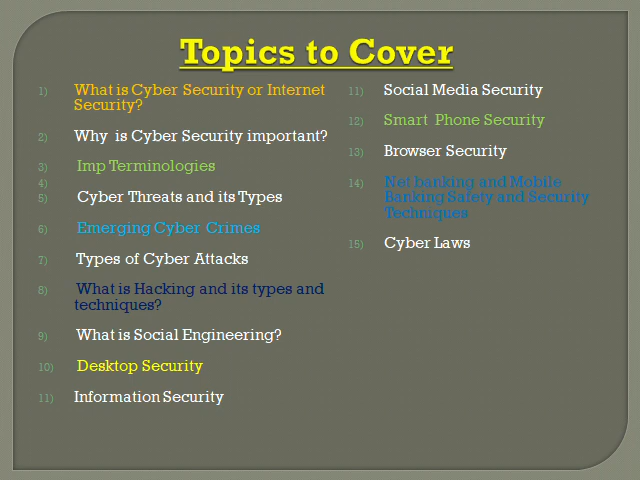 Topics to Cover
1) What is Cyber Security or Internet
Security?
2) Why is Cyber Security important?
3) Imp Terminologies
4)
5) Cyber Threats and its Types
6) Emerging Cyber Crimes
7) Types of Cyber Attacks
8) What is Hacking and its types and
techniques?
9) What is Social Engineering?
10) Desktop Security
11) Information Security
11) Social Media Security
12) Smart Phone Security
13) Browser Security
14) Net banking and Mobile
Banking Safety and Security
Techniques
15) Cyber Laws